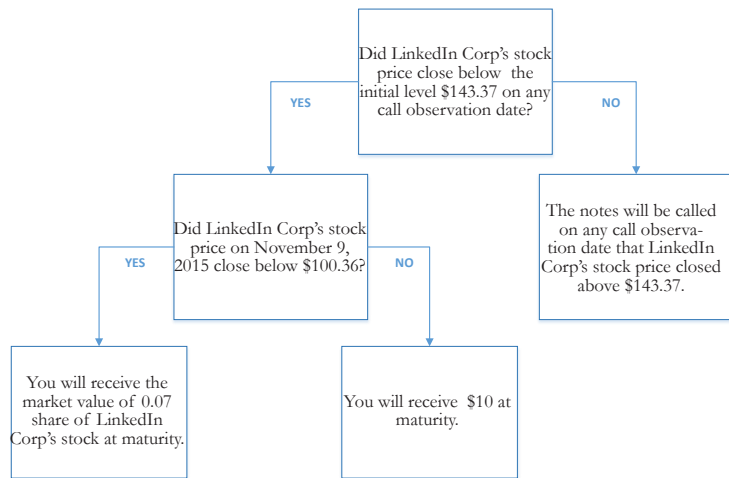 Did LinkedIn Corp's stock
price close below the
initial level $143.37 on any
call observation date?
YES
NO
Did LinkedIn Corp's stock
price on November 9,
2015 close below $100.36?
The notes will be called
on any call observa-
tion date that LinkedIn
Corp's stock price closed
above $143.37.
YES
NO
You will receive the
market value of 0.07
share of LinkedIn
Corp's stock at maturity.
You will receive $10 at
maturity.